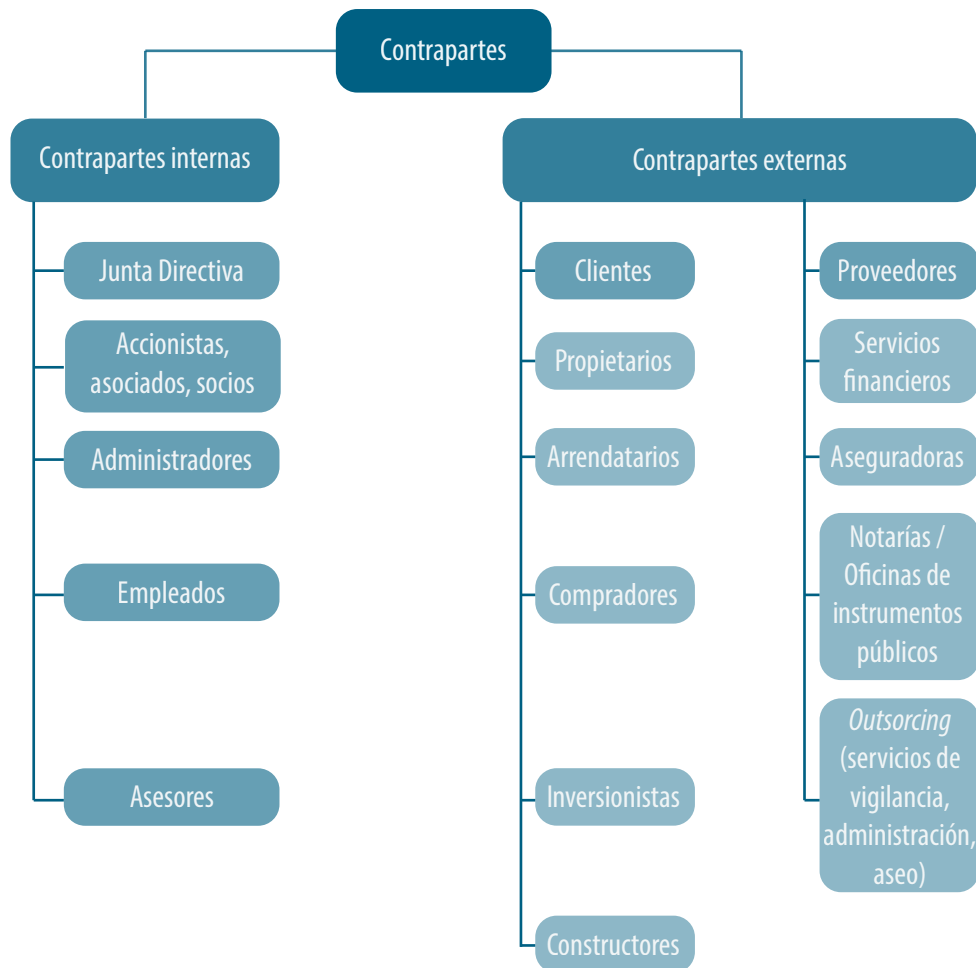 Contrapartes
Contrapartes internas
Junta Directiva
Accionistas,
asociados, socios
Administradores
Empleados
Asesores
Contrapartes externas
Clientes
Propietarios
Arrendatarios
Compradores
Inversionistas
Constructores
Proveedores
Servicios
financieros
Aseguradoras
Notarías /
Oficinas de
instrumentos
públicos
Outsorcing
(servicios de
vigilancia,
administración,
aseo)